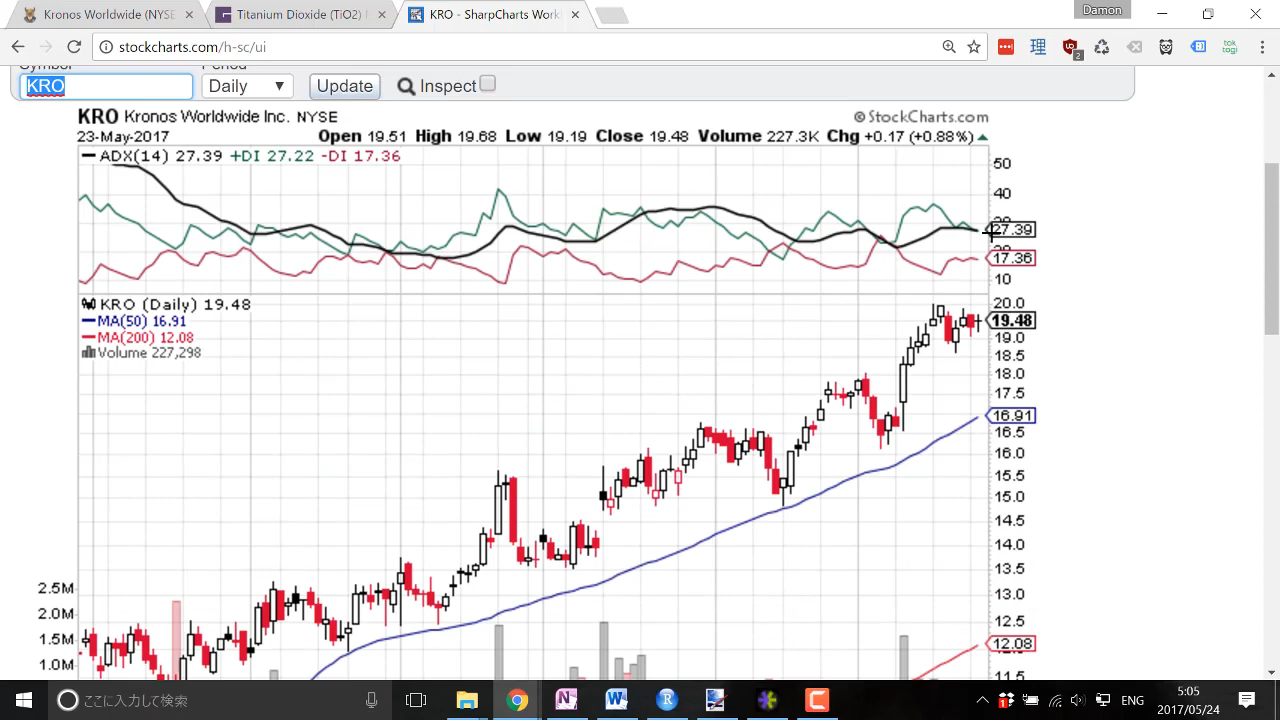 Kronos Worldwide (NYSE
Titanium Dioxide (TiO2)
KRO - SharpCharts Work
Damon
stockcharts.com/h-sc/ui
Symbol
Period
KRO
Daily
Update
Inspect
KRO Kronos Worldwide Inc. NYSE
© StockCharts.com
23-May-2017
Open 19.51 High 19.68 Low 19.19 Close 19.48 Volume 227.3K Chg +0.17 (+0.88%)
ADX(14) 27.39 +DI 27.22 -DI 17.36
50
40
30
27.39
20
17.36
10
KRO (Daily) 19.48
MA(50) 16.91
MA(200) 12.08
Volume 227,298
20.0
19.48
19.0
18.5
18.0
17.5
16.91
16.5
16.0
15.5
15.0
14.5
14.0
13.5
13.0
12.5
12.08
12.0
11.5
2.5M
2.0M
1.5M
1.0M
ここに入力して検索
ENG
5:05
2017/05/24